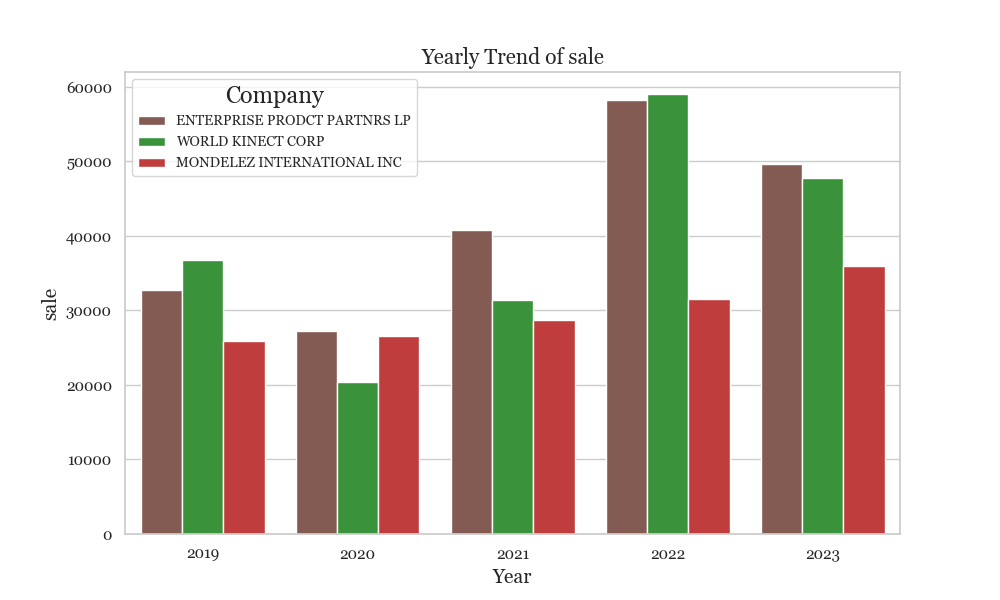 Yearly Trend of sale
Company
ENTERPRISE PRODCT PARTNRS LP
WORLD KINECT CORP
MONDELEZ INTERNATIONAL INC
sale
60000
50000
40000
30000
20000
10000
0
2019 2020 2021 2022 2023
Year